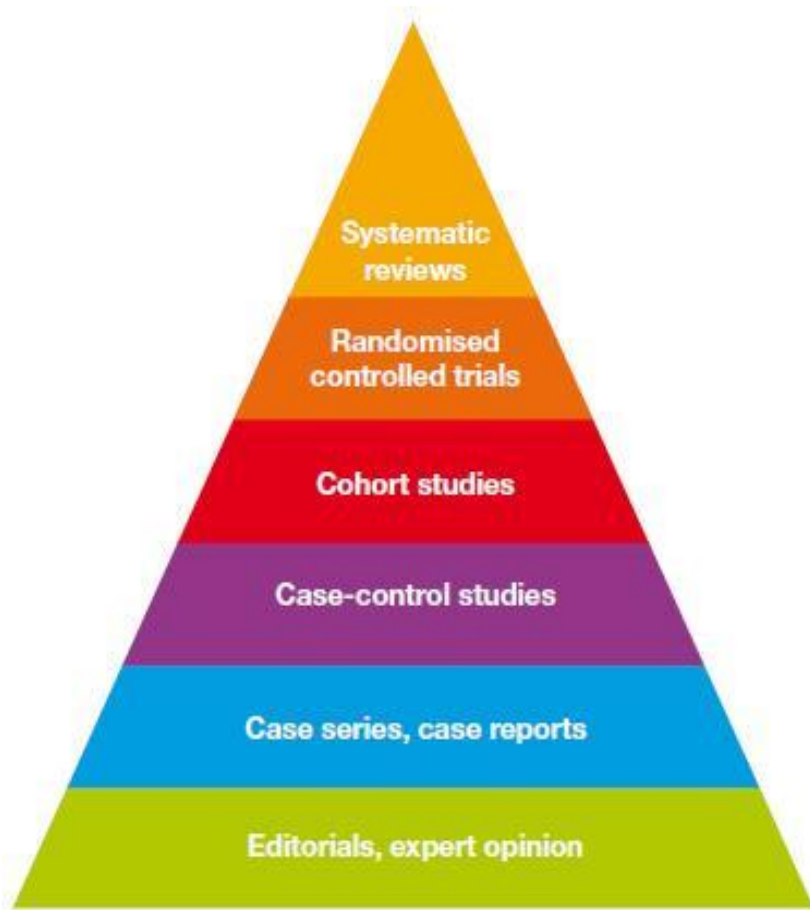 Systematic
reviews
Randomised
controlled trials
Cohort studies
Case-control studies
Case series, case reports
Editorials, expert opinion